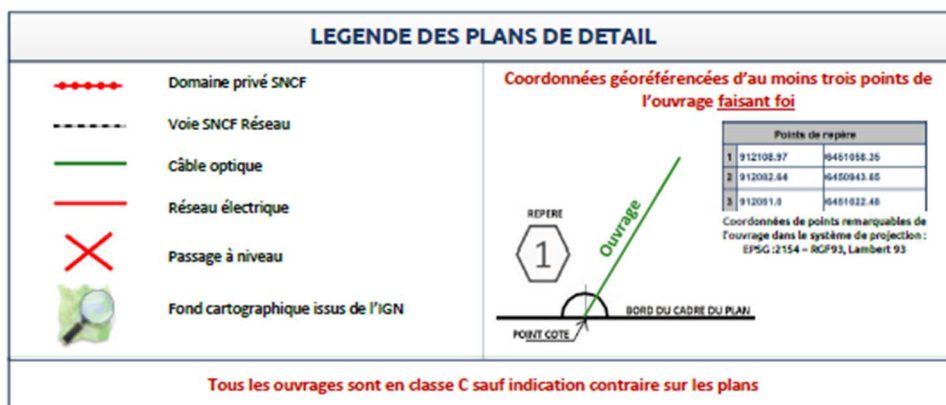 LEGENDE DES PLANS DE DETAIL
Domaine privé SNCF
Voie SNCF Réseau
Câble optique
Réseau électrique
Passage à niveau
Fond cartographique issus de l'IGN
Coordonnées géoréférencées d'au moins trois points de
l'ouvrage faisant foi
Points de repère
1 912108.97 6451058.35
2 912082.64 6450943.65
3 912051.0 6451022.48
Coordonnées de points remarquables de
l'ouvrage dans le système de projection :
EPSG :2154 – RGF93, Lambert 93
REPERE
1
Ouvrage
BORD DU CADRE DU PLAN
POINT COTE
Tous les ouvrages sont en classe C sauf indication contraire sur les plans